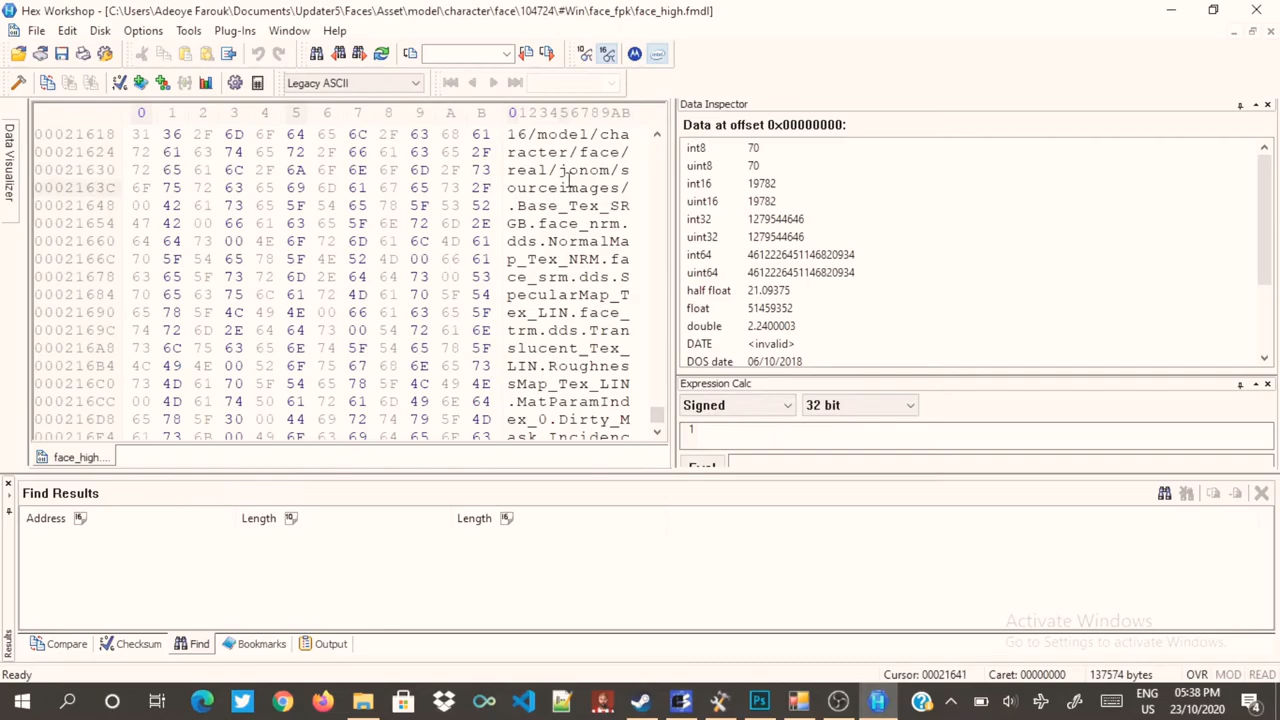 Hex Workshop - [C:\Users\Adeoye Farouk\Documents\Updater5\Faces\Asset\model\character\face\104724\#Win\face_fpk\face_high.fmdl]
File Edit Disk Options Tools Plug-Ins Window Help
Legacy ASCII
0 1 2 3 4 5 6 7 8 9 A B 0123456789AB
00021618 31 36 2F 6D 6F 64 65 6C 2F 63 68 61 16/model/cha
00021624 72 61 63 74 65 72 2F 66 61 63 65 2F racter/face/
00021630 72 65 61 6C 2F 6A 6F 6E 6F 6D 2F 73 real/jonom/s
0002163C 6F 75 72 63 65 69 6D 61 67 65 73 2F ourceimages/
00021648 00 42 61 73 65 5F 54 65 78 5F 53 52 .Base_Tex_SR
00021654 47 42 00 66 61 63 65 5F 6E 72 6D 2E GB.face_nrm.
00021660 64 64 73 00 4E 6F 72 6D 61 6C 4D 61 dds.NormalMa
0002166C 70 5F 54 65 78 5F 4E 52 4D 00 66 61 p_Tex_NRM.fa
00021678 63 65 5F 73 72 6D 2E 64 64 73 00 53 ce_srm.dds.S
00021684 70 65 63 75 6C 61 72 4D 61 70 5F 54 pecularMap_T
00021690 65 78 5F 4C 49 4E 00 66 61 63 65 5F ex_LIN.face_
0002169C 74 72 6D 2E 64 64 73 00 54 72 61 6E trm.dds.Tran
000216A8 73 6C 75 63 65 6E 74 5F 54 65 78 5F slucent_Tex_
000216B4 4C 49 4E 00 52 6F 75 67 68 6E 65 73 LIN.Roughnes
000216C0 73 4D 61 70 5F 54 65 78 5F 4C 49 4E sMap_Tex_LIN
000216CC 00 4D 61 74 50 61 72 61 6D 49 6E 64 .MatParamInd
000216D8 65 78 5F 30 00 44 69 72 74 79 5F 4D ex_0.Dirty_M
000216E4 61 73 6B 00 49 6E 63 69 64 65 6E 63 ask.Incidenc
Data Visualizer
face_high....
Data Inspector
Data at offset 0x00000000:
int8 70
uint8 70
int16 19782
uint16 19782
int32 1279544646
uint32 1279544646
int64 4612226451146820934
uint64 4612226451146820934
half float 21.09375
float 51459352
double 2.2400003
DATE <invalid>
DOS date 06/10/2018
Expression Calc
Signed 32 bit
1
Eval
Find Results
Address Length Length
Results
Compare Checksum Find Bookmarks Output
Activate Windows
Go to Settings to activate Windows.
Ready
Cursor: 00021641 Caret: 00000000 137574 bytes OVR MOD READ
ENG
US
05:38 PM
23/10/2020